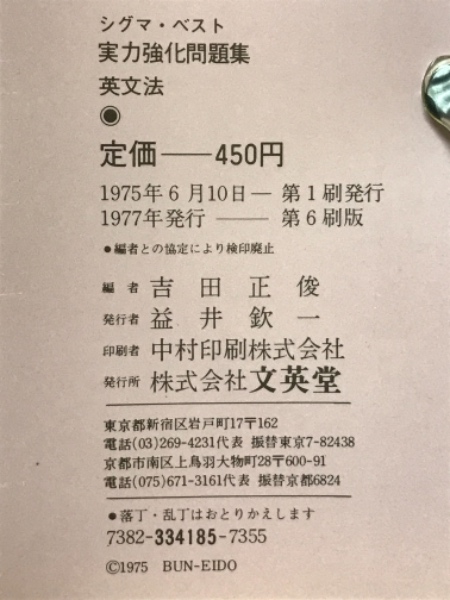 シグマ・ベスト
実力強化問題集
英文法
◉
定価──450円
1975年6月10日─ 第1刷発行
1977年発行 ─── 第6刷版
●編者との協定により検印廃止
編者 吉田正俊
発行者 益井欽一
印刷者 中村印刷株式会社
発行所 株式会社文英堂
東京都新宿区岩戸町17〒162
電話(03)269-4231代表 振替東京7-82438
京都市南区上鳥羽大物町28〒600-91
電話(075)671-3161代表 振替京都6824
●落丁・乱丁はおとりかえします
7382-334185-7355
©1975 BUN-EIDO